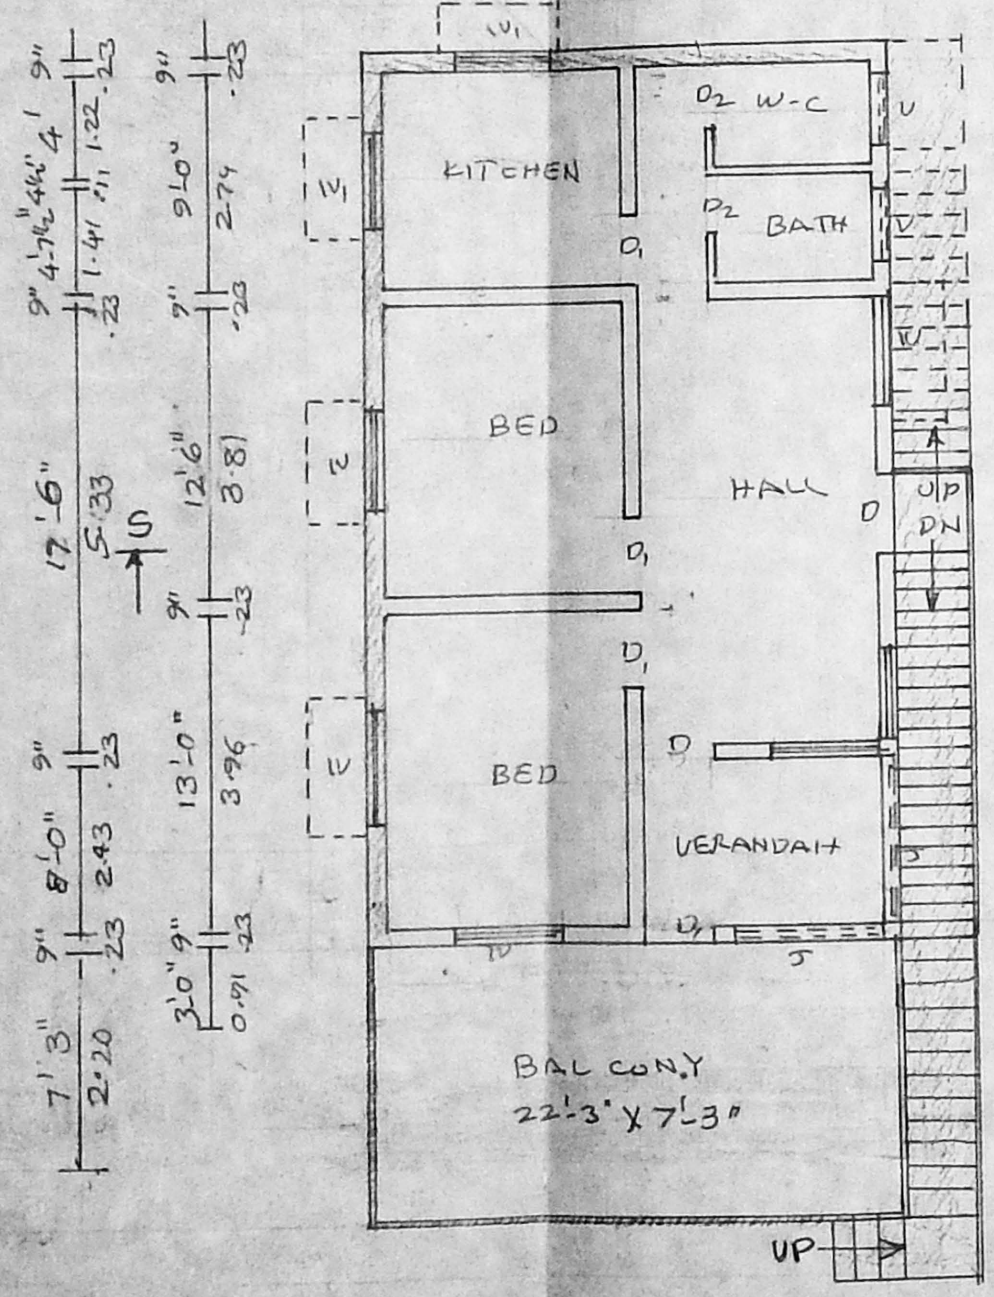 W1
9"
.23
4'
1.22
4½"
.11
4'-7½"
1.41
9"
.23
17'-6"
5.33
9"
.23
8'-0"
2.43
9"
.23
7'3"
2.20
9"
.23
9'-0"
2.74
9"
.23
12'6"
3.81
9"
.23
13'-0"
3.96
9"
.23
3'0"
0.91
S
W1
KITCHEN
D2 W-C
V
D2
BATH
V
D1
W
W
BED
D1
HALL
D
UP
DN
D1
W
BED
D
VERANDAH
J
D1
W
J
BALCONY
22'-3" X 7'-3"
UP